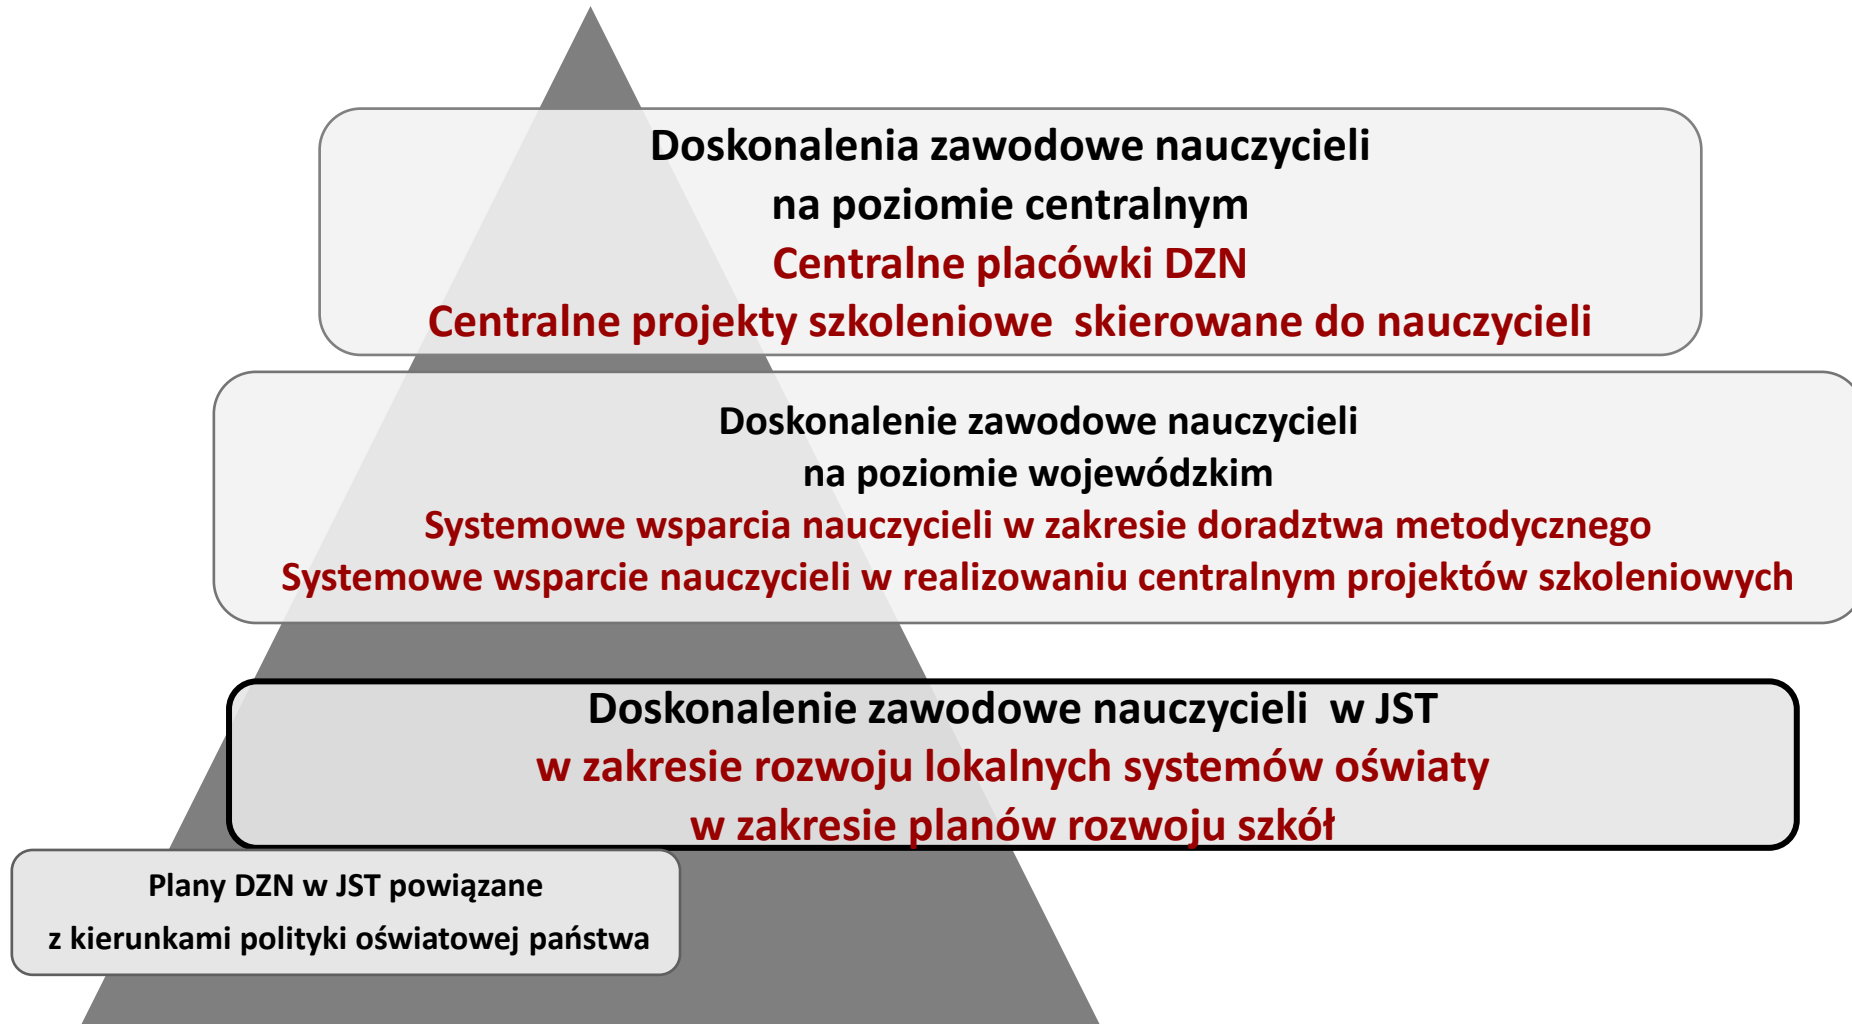 Doskonalenia zawodowe nauczycieli
na poziomie centralnym
Centralne placówki DZN
Centralne projekty szkoleniowe skierowane do nauczycieli
Doskonalenie zawodowe nauczycieli
na poziomie wojewódzkim
Systemowe wsparcia nauczycieli w zakresie doradztwa metodycznego
Systemowe wsparcie nauczycieli w realizowaniu centralnym projektów szkoleniowych
Doskonalenie zawodowe nauczycieli w JST
w zakresie rozwoju lokalnych systemów oświaty
w zakresie planów rozwoju szkół
Plany DZN w JST powiązane
z kierunkami polityki oświatowej państwa